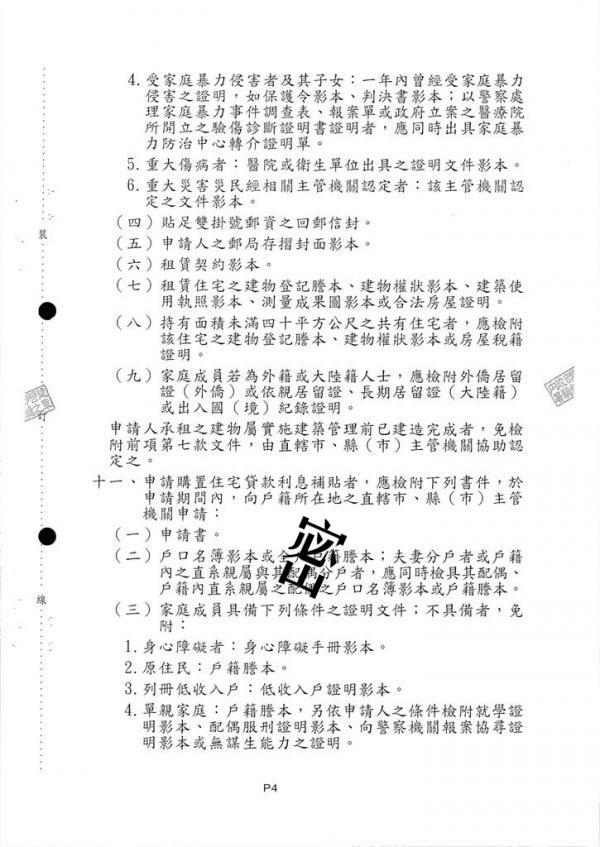 4.受家庭暴力侵害者及其子女：一年內曾經受家庭暴力
侵害之證明，如保護令影本、判決書影本；以警察處
理家庭暴力事件調查表、報案單或政府立案之醫療院
所開立之驗傷診斷證明書證明者，應同時出具家庭暴
力防治中心轉介證明單。
5.重大傷病者：醫院或衛生單位出具之證明文件影本。
6.重大災害災民經相關主管機關認定者：該主管機關認
定之文件影本。
（四）貼足雙掛號郵資之回郵信封。
（五）申請人之郵局存摺封面影本。
（六）租賃契約影本。
（七）租賃住宅之建物登記謄本、建物權狀影本、建築使
用執照影本、測量成果圖影本或合法房屋證明。
（八）持有面積未滿四十平方公尺之共有住宅者，應檢附
該住宅之建物登記謄本、建物權狀影本或房屋稅籍
證明。
（九）家庭成員若為外籍或大陸籍人士，應檢附外僑居留
證（外僑）或依親居留證、長期居留證（大陸籍）
或出入國（境）紀錄證明。
申請人承租之建物屬實施建築管理前已建造完成者，免檢
附前項第七款文件，由直轄市、縣（市）主管機關協助認
定之。
十一、申請購置住宅貸款利息補貼者，應檢附下列書件，於
申請期間內，向戶籍所在地之直轄市、縣（市）主管
機關申請：
（一）申請書。
（二）戶口名簿影本或全戶戶籍謄本；夫妻分戶者或戶籍
內之直系親屬與其配偶分戶者，應同時檢具其配偶、
戶籍內直系親屬之配偶之戶口名簿影本或戶籍謄本。
（三）家庭成員具備下列條件之證明文件；不具備者，免
附：
1.身心障礙者：身心障礙手冊影本。
2.原住民：戶籍謄本。
3.列冊低收入戶：低收入戶證明影本。
4.單親家庭：戶籍謄本，另依申請人之條件檢附就學證
明影本、配偶服刑證明影本、向警察機關報案協尋證
明影本或無謀生能力之證明。
裝
訂
線
密
P4